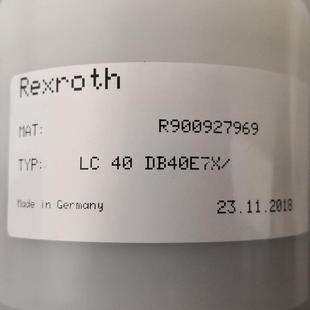 Rexroth
MAT: R900927969
TYP: LC 40 DB40E7X/
Made in Germany 23.11.2018